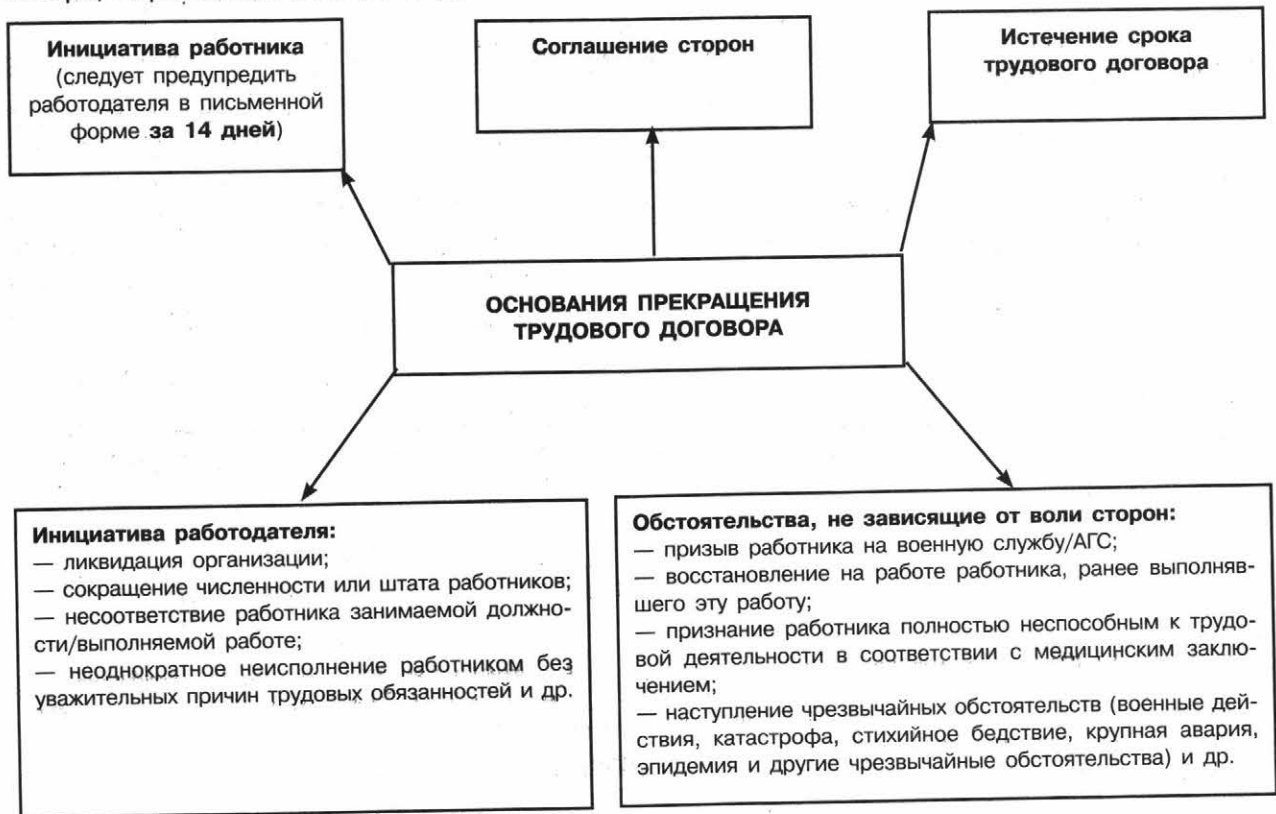 Инициатива работника
(следует предупредить
работодателя в письменной
форме за 14 дней)
Соглашение сторон
Истечение срока
трудового договора
ОСНОВАНИЯ ПРЕКРАЩЕНИЯ
ТРУДОВОГО ДОГОВОРА
Инициатива работодателя:
— ликвидация организации;
— сокращение численности или штата работников;
— несоответствие работника занимаемой должно-
сти/выполняемой работе;
— неоднократное неисполнение работником без
уважительных причин трудовых обязанностей и др.
Обстоятельства, не зависящие от воли сторон:
— призыв работника на военную службу/АГС;
— восстановление на работе работника, ранее выполняв-
шего эту работу;
— признание работника полностью неспособным к трудо-
вой деятельности в соответствии с медицинским заклю-
чением;
— наступление чрезвычайных обстоятельств (военные дей-
ствия, катастрофа, стихийное бедствие, крупная авария,
эпидемия и другие чрезвычайные обстоятельства) и др.